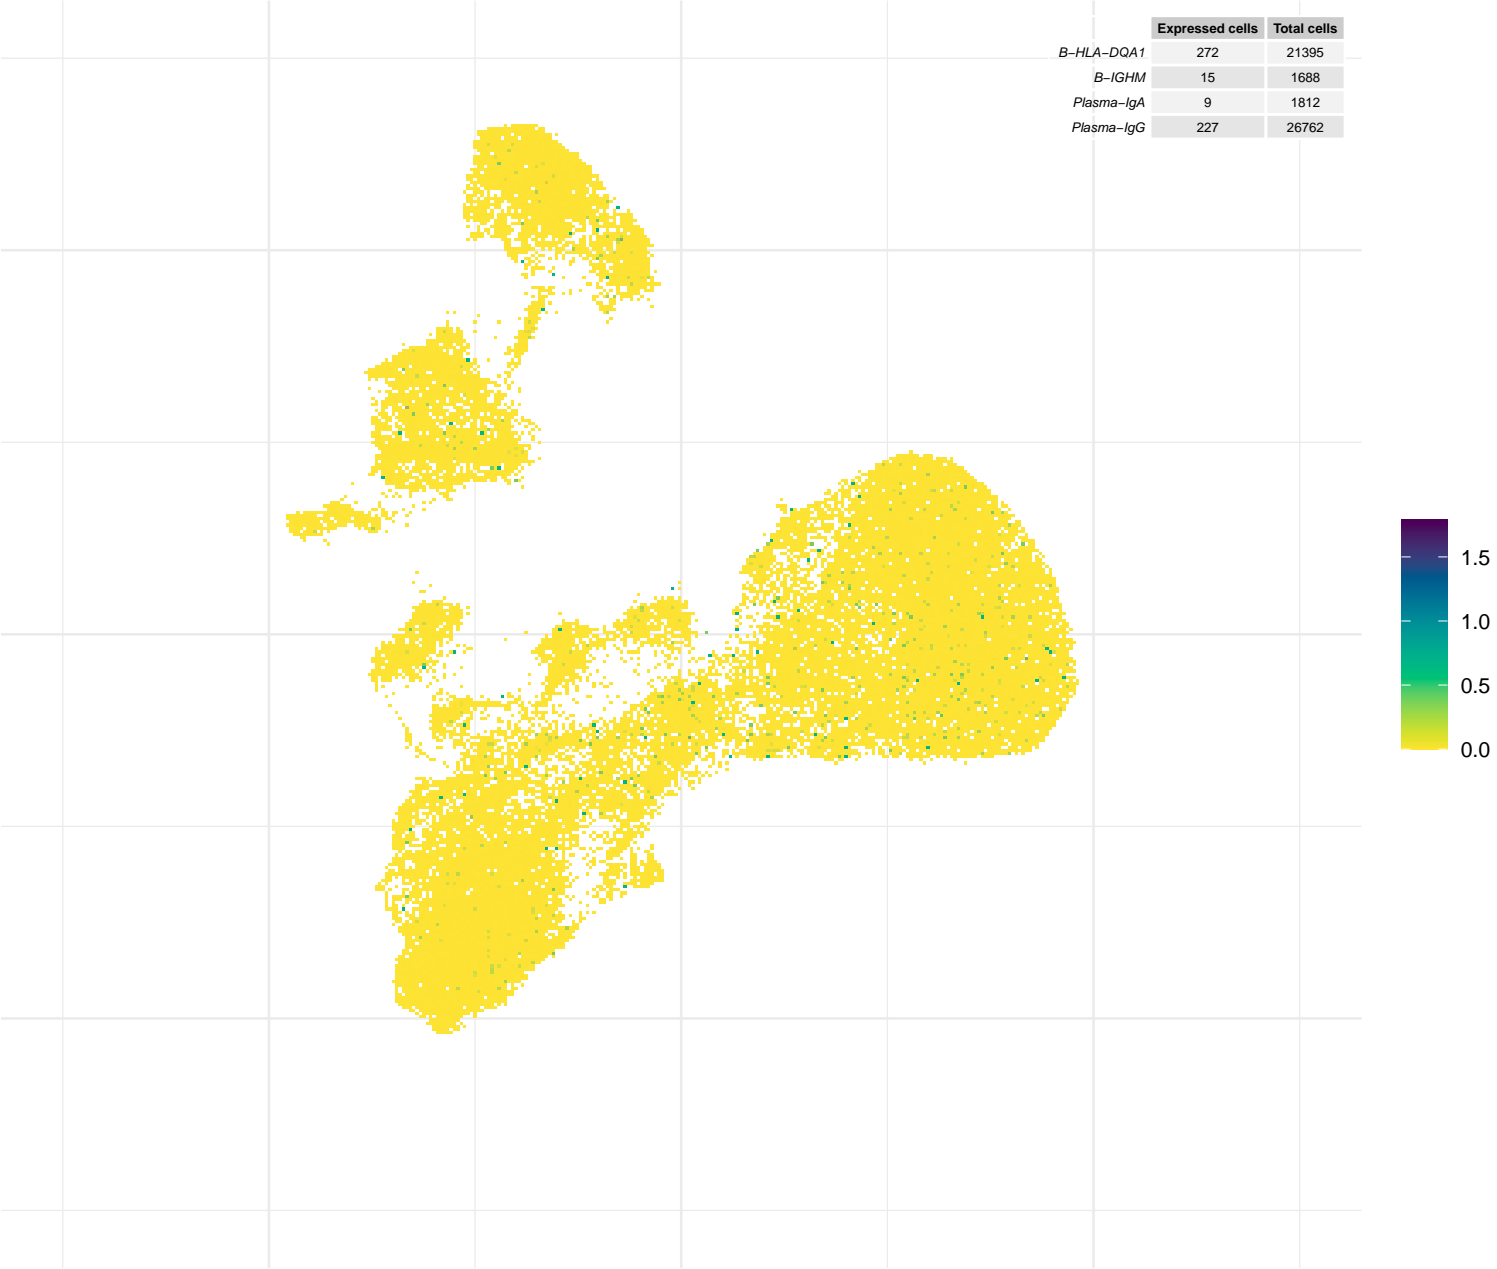 Expressed cells Total cells
B−HLA−DQA1 272 21395
B−IGHM 15 1688
Plasma−IgA 9 1812
Plasma−IgG 227 26762
1.5
1.0
0.5
0.0